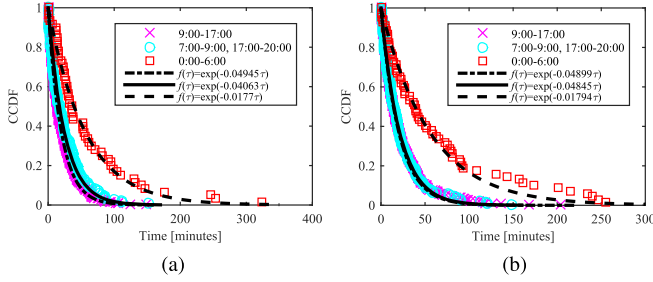 1
0.8
0.6
0.4
0.2
0
CCDF
0 100 200 300 400
Time [minutes]
9:00-17:00
7:00-9:00, 17:00-20:00
0:00-6:00
f(τ)=exp(-0.04945τ)
f(τ)=exp(-0.04063τ)
f(τ)=exp(-0.0177τ)
(a)
1
0.8
0.6
0.4
0.2
0
CCDF
0 50 100 150 200 250 300
Time [minutes]
9:00-17:00
7:00-9:00, 17:00-20:00
0:00-6:00
f(τ)=exp(-0.04899τ)
f(τ)=exp(-0.04845τ)
f(τ)=exp(-0.01794τ)
(b)